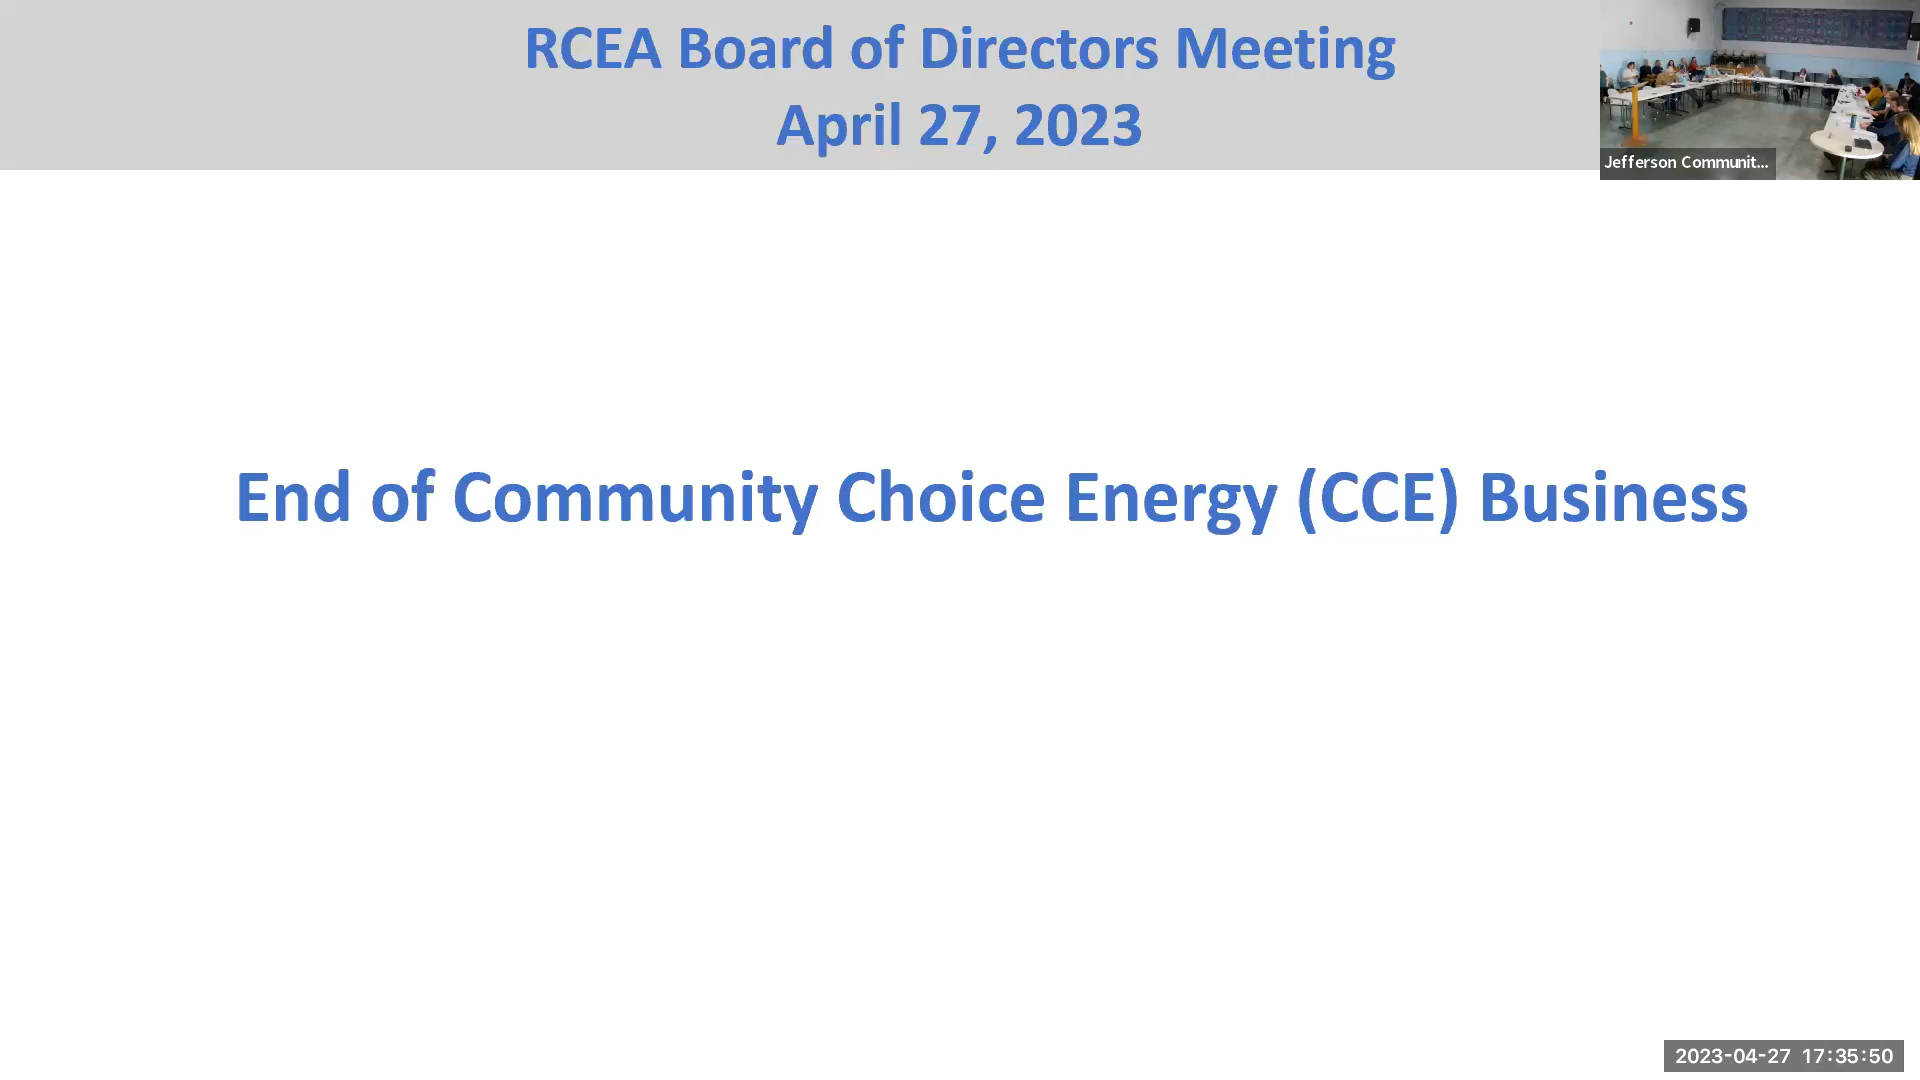 RCEA Board of Directors Meeting
April 27, 2023
Jefferson Communit...
End of Community Choice Energy (CCE) Business
2023-04-27 17:35:50